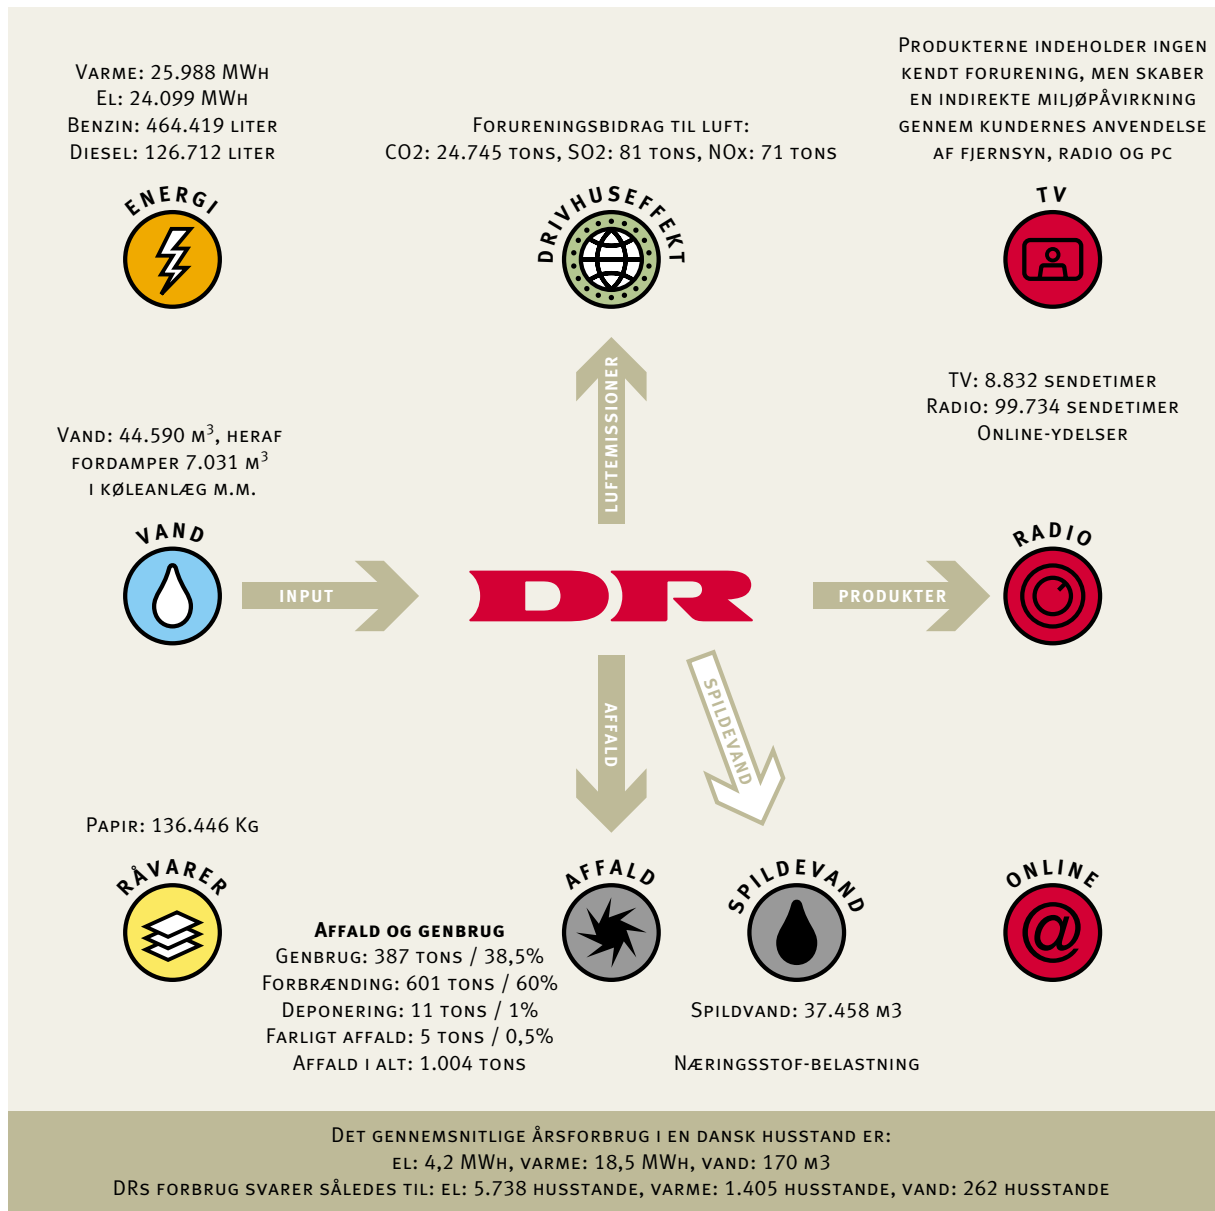 Varme: 25.988 MWh
El: 24.099 MWh
Benzin: 464.419 liter
Diesel: 126.712 liter
ENERGI
Forureningsbidrag til luft:
CO2: 24.745 tons, SO2: 81 tons, NOx: 71 tons
DRIVHUSEFFEKT
Produkterne indeholder ingen
kendt forurening, men skaber
en indirekte miljøpåvirkning
gennem kundernes anvendelse
af fjernsyn, radio og pc
TV
LUFTEMISSIONER
TV: 8.832 sendetimer
Radio: 99.734 sendetimer
Online-ydelser
Vand: 44.590 m³, heraf
fordamper 7.031 m³
i køleanlæg m.m.
VAND
INPUT
DR
PRODUKTER
RADIO
AFFALD
SPILDEVAND
Papir: 136.446 Kg
RÅVARER
Affald og genbrug
Genbrug: 387 tons / 38,5%
Forbrænding: 601 tons / 60%
Deponering: 11 tons / 1%
Farligt affald: 5 tons / 0,5%
Affald i alt: 1.004 tons
AFFALD
SPILDEVAND
Spildvand: 37.458 m3
Næringsstof-belastning
ONLINE
@
Det gennemsnitlige årsforbrug i en dansk husstand er:
el: 4,2 MWh, varme: 18,5 MWh, vand: 170 m3
DRs forbrug svarer således til: el: 5.738 husstande, varme: 1.405 husstande, vand: 262 husstande